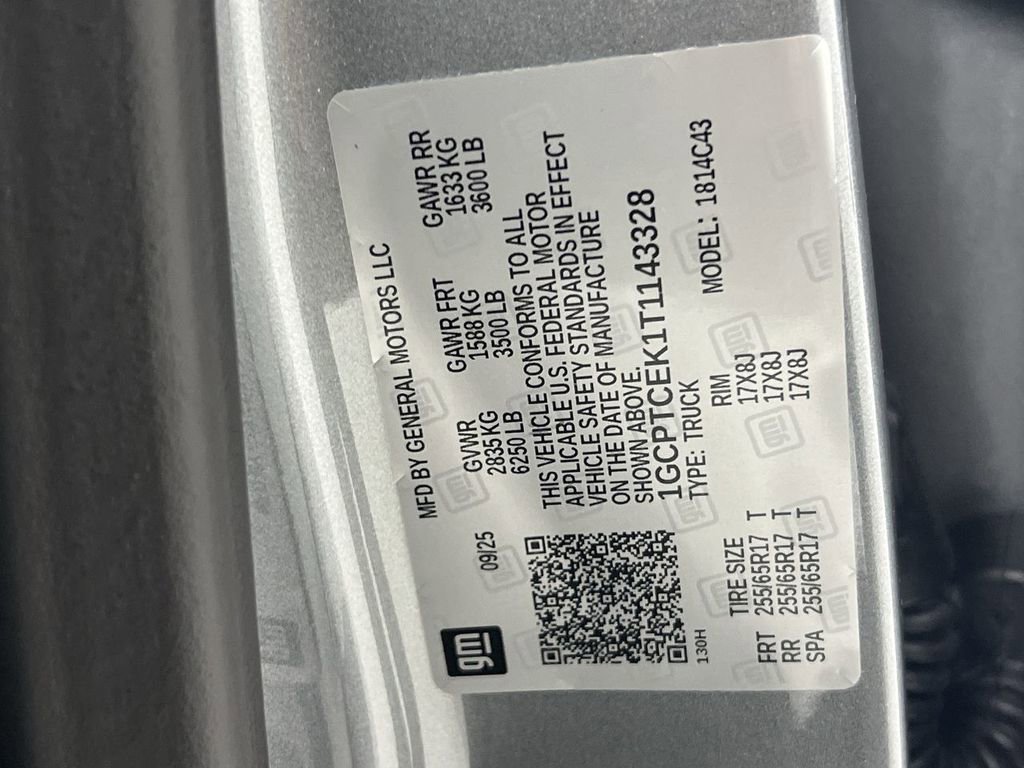 gm
MFD BY GENERAL MOTORS LLC
09/25
GVWR GAWR FRT GAWR RR
2835 KG 1588 KG 1633 KG
6250 LB 3500 LB 3600 LB
THIS VEHICLE CONFORMS TO ALL
APPLICABLE U.S. FEDERAL MOTOR
VEHICLE SAFETY STANDARDS IN EFFECT
ON THE DATE OF MANUFACTURE
SHOWN ABOVE.
1GCPTCEK1T1143328
TYPE: TRUCK MODEL: 1814C43
130H
TIRE SIZE RIM
FRT 255/65R17 T 17X8J
RR 255/65R17 T 17X8J
SPA 255/65R17 T 17X8J